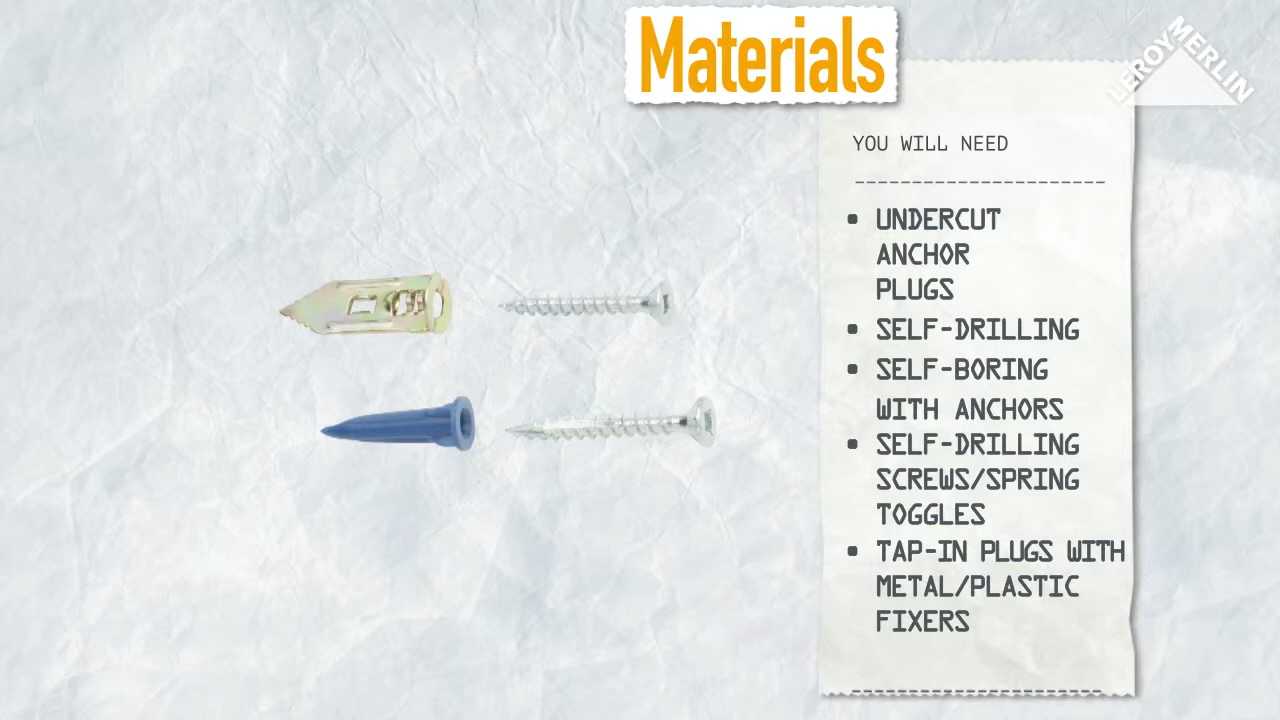 Materials
LEROY MERLIN
YOU WILL NEED
----------------------
• UNDERCUT
ANCHOR
PLUGS
• SELF-DRILLING
• SELF-BORING
WITH ANCHORS
• SELF-DRILLING
SCREWS/SPRING
TOGGLES
• TAP-IN PLUGS WITH
METAL/PLASTIC
FIXERS
----------------------